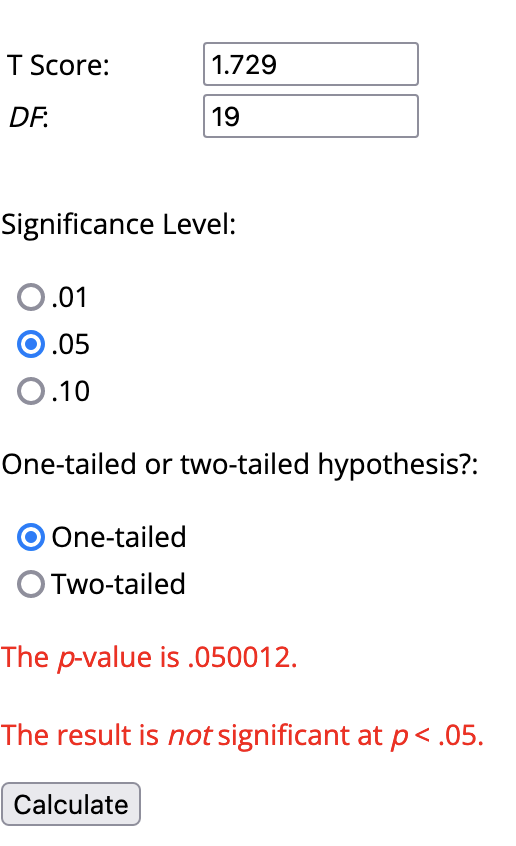 T Score: 1.729
DF: 19
Significance Level:
.01
.05
.10
One-tailed or two-tailed hypothesis?:
One-tailed
Two-tailed
The p-value is .050012.
The result is not significant at p < .05.
Calculate